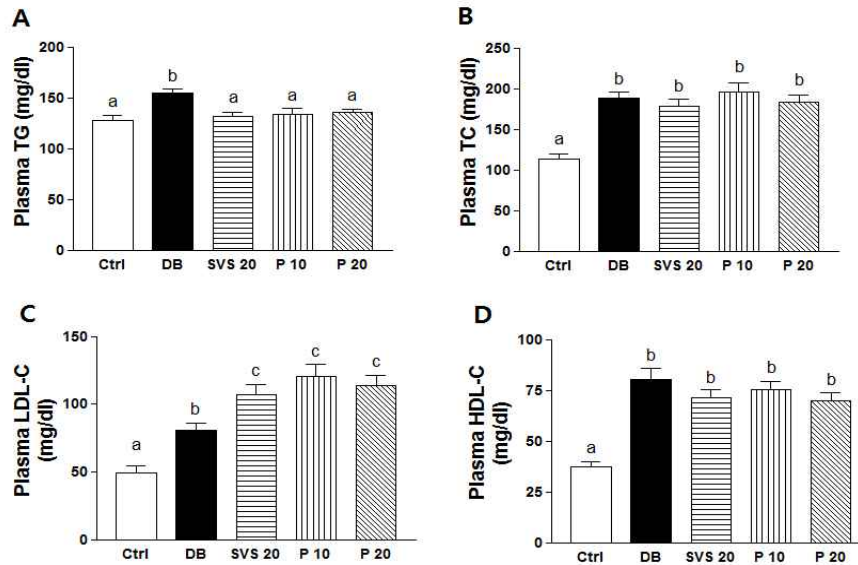 A
Plasma TG (mg/dl)
200
150
100
50
0
a
b
a
a
a
Ctrl DB SVS 20 P 10 P 20
B
Plasma TC (mg/dl)
250
200
150
100
50
0
a
b
b
b
b
Ctrl DB SVS 20 P 10 P 20
C
Plasma LDL-C
(mg/dl)
150
100
50
0
a
b
c
c
c
Ctrl DB SVS 20 P 10 P 20
D
Plasma HDL-C
(mg/dl)
100
75
50
25
0
a
b
b
b
b
Ctrl DB SVS 20 P 10 P 20